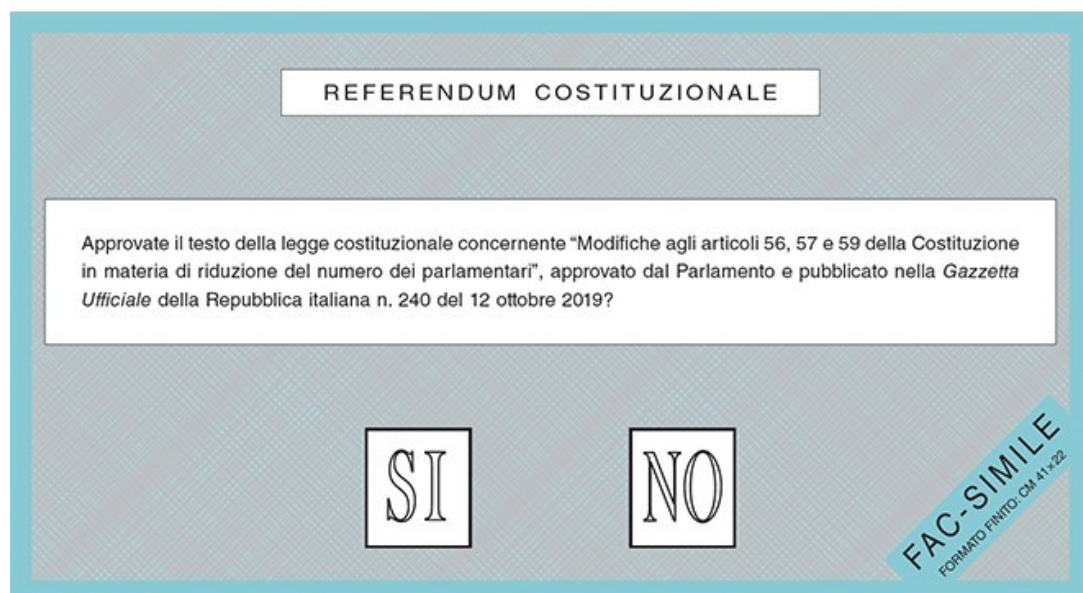 REFERENDUM COSTITUZIONALE
Approvate il testo della legge costituzionale concernente “Modifiche agli articoli 56, 57 e 59 della Costituzione
in materia di riduzione del numero dei parlamentari”, approvato dal Parlamento e pubblicato nella Gazzetta
Ufficiale della Repubblica italiana n. 240 del 12 ottobre 2019?
SI NO
FAC-SIMILE
FORMATO FINITO: CM 41×22